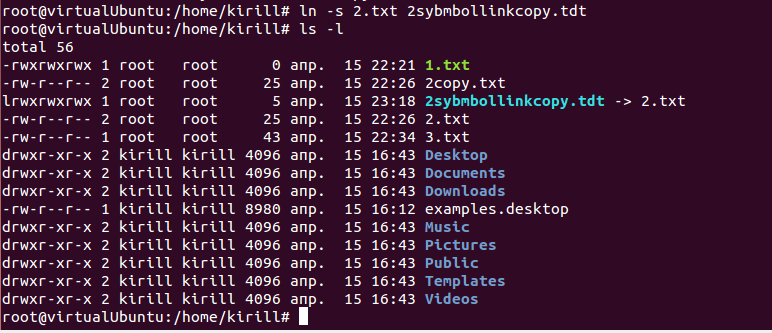 root@virtualUbuntu:/home/kirill# ln -s 2.txt 2sybmbollinkcopy.tdt
root@virtualUbuntu:/home/kirill# ls -l
total 56
-rwxrwxrwx 1 root   root      0 апр.  15 22:21 1.txt
-rw-r--r-- 2 root   root     25 апр.  15 22:26 2copy.txt
lrwxrwxrwx 1 root   root      5 апр.  15 23:18 2sybmbollinkcopy.tdt -> 2.txt
-rw-r--r-- 2 root   root     25 апр.  15 22:26 2.txt
-rw-r--r-- 1 root   root     43 апр.  15 22:34 3.txt
drwxr-xr-x 2 kirill kirill 4096 апр.  15 16:43 Desktop
drwxr-xr-x 2 kirill kirill 4096 апр.  15 16:43 Documents
drwxr-xr-x 2 kirill kirill 4096 апр.  15 16:43 Downloads
-rw-r--r-- 1 kirill kirill 8980 апр.  15 16:12 examples.desktop
drwxr-xr-x 2 kirill kirill 4096 апр.  15 16:43 Music
drwxr-xr-x 2 kirill kirill 4096 апр.  15 16:43 Pictures
drwxr-xr-x 2 kirill kirill 4096 апр.  15 16:43 Public
drwxr-xr-x 2 kirill kirill 4096 апр.  15 16:43 Templates
drwxr-xr-x 2 kirill kirill 4096 апр.  15 16:43 Videos
root@virtualUbuntu:/home/kirill#